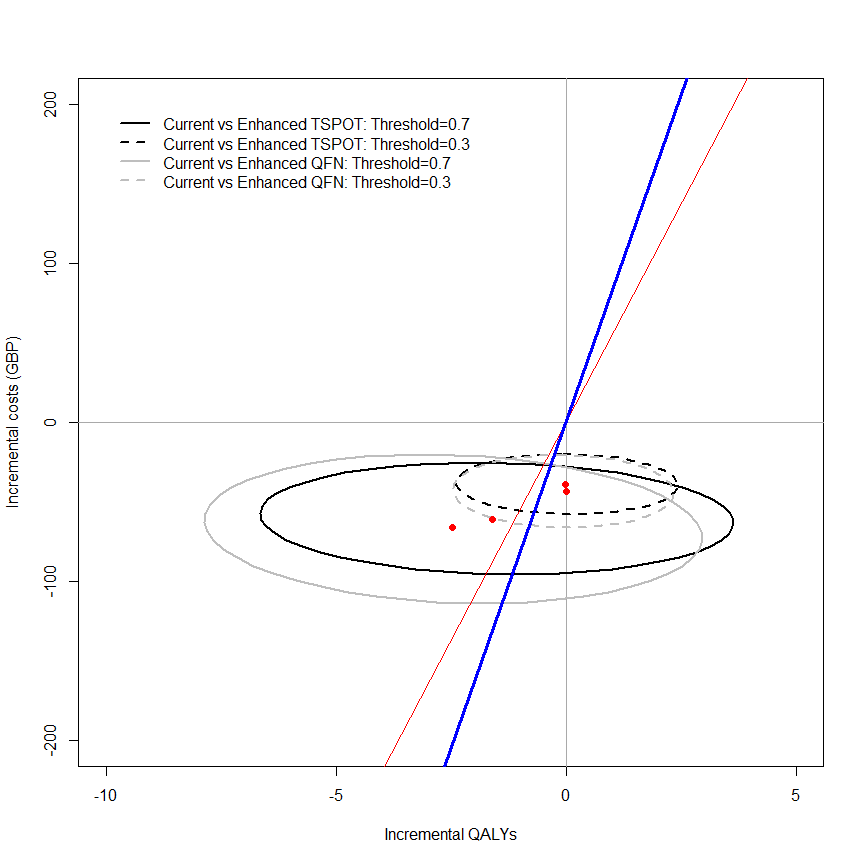 Current vs Enhanced TSPOT: Threshold=0.7
Current vs Enhanced TSPOT: Threshold=0.3
Current vs Enhanced QFN: Threshold=0.7
Current vs Enhanced QFN: Threshold=0.3
200
100
0
-100
-200
Incremental costs (GBP)
-10
-5
0
5
Incremental QALYs